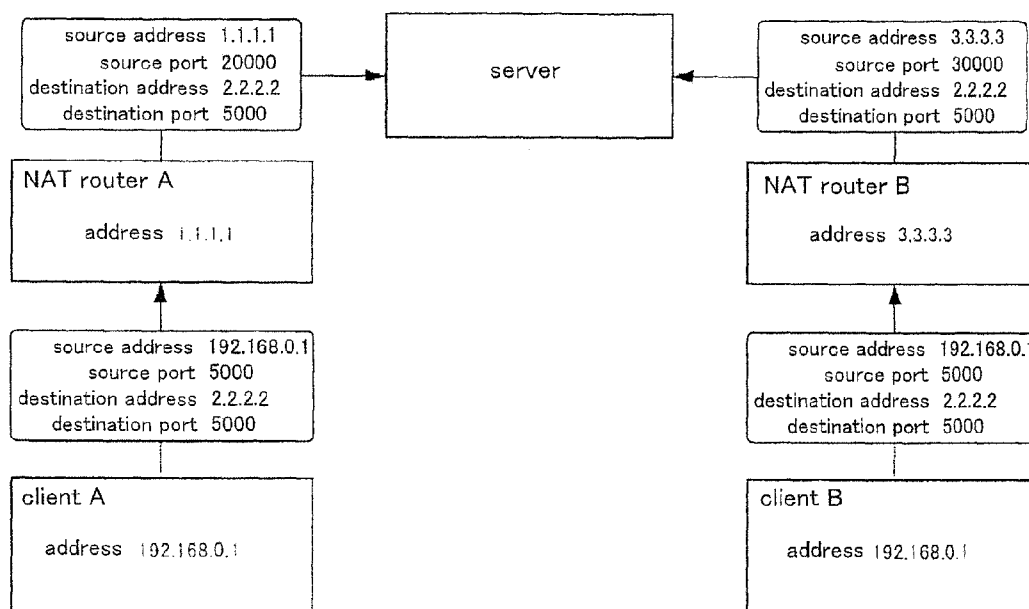 source address 1.1.1.1
source port 20000
destination address 2.2.2.2
destination port 5000
server
source address 3.3.3.3
source port 30000
destination address 2.2.2.2
destination port 5000
NAT router A
address 1.1.1.1
NAT router B
address 3.3.3.3
source address 192.168.0.1
source port 5000
destination address 2.2.2.2
destination port 5000
source address 192.168.0.1
source port 5000
destination address 2.2.2.2
destination port 5000
client A
address 192.168.0.1
client B
address 192.168.0.1